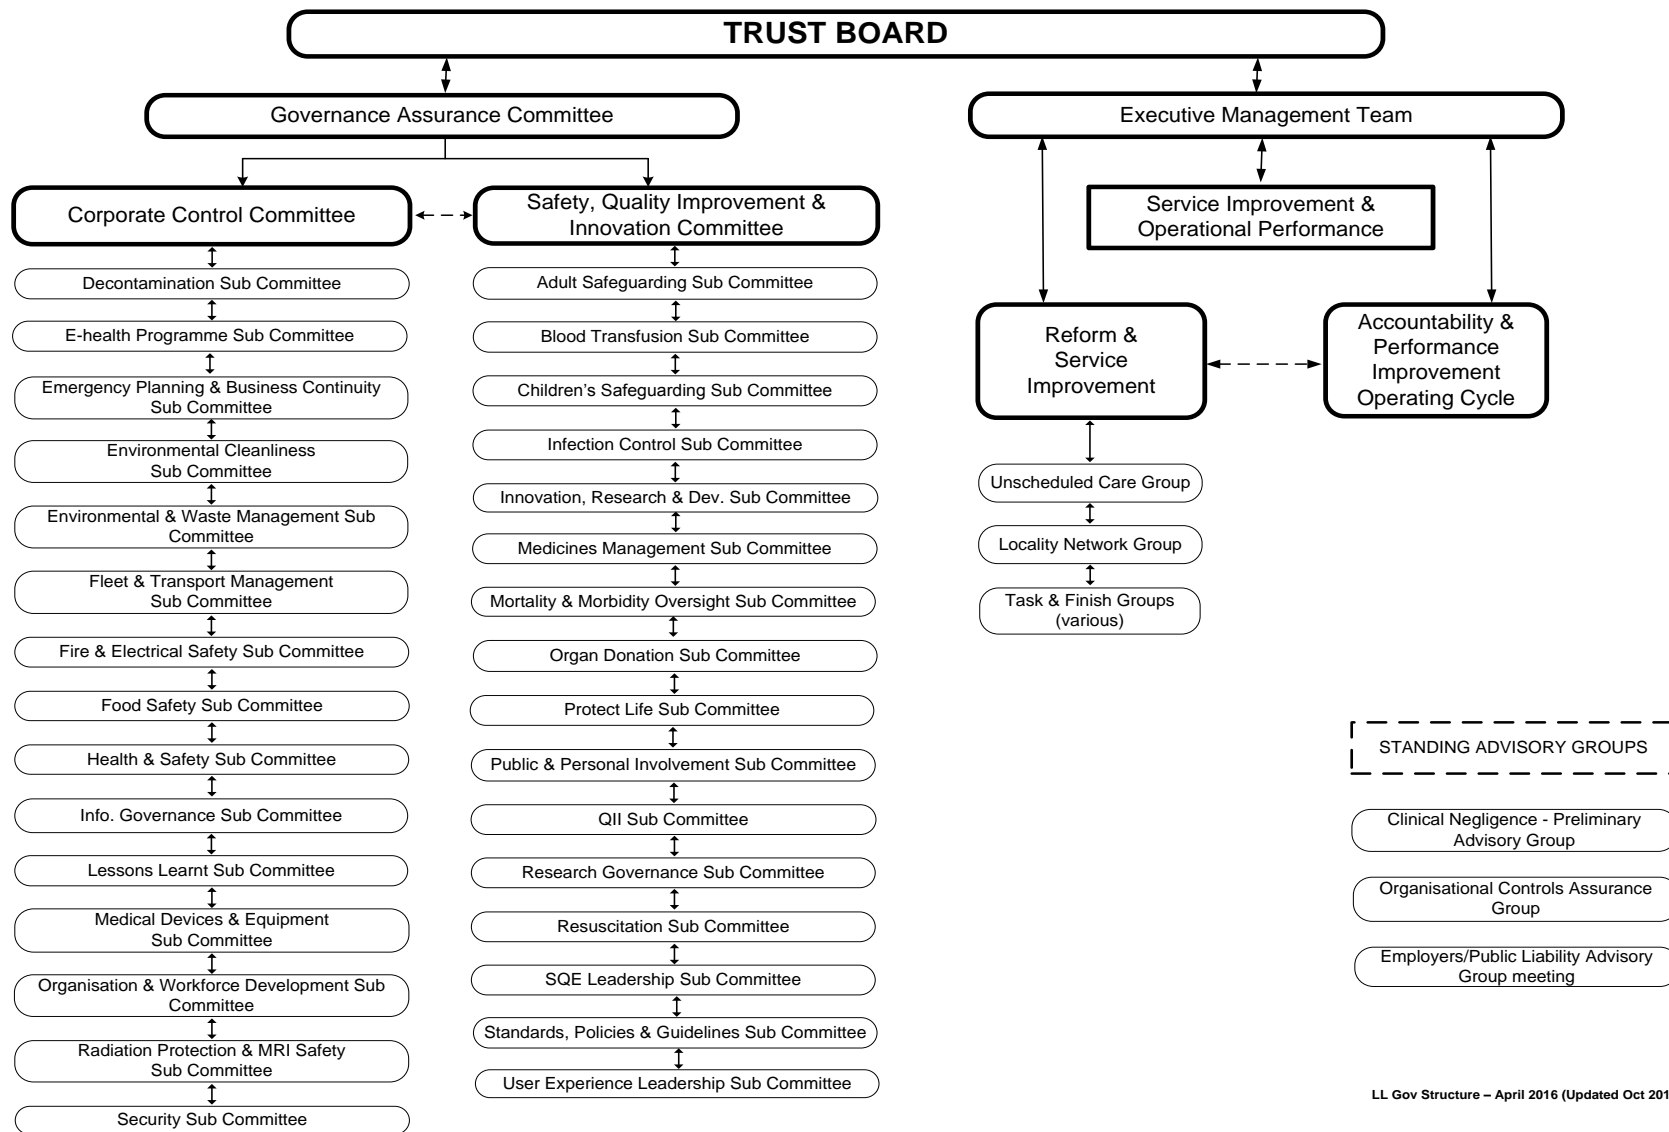 TRUST BOARD
Governance Assurance Committee
Executive Management Team
Corporate Control Committee
Safety, Quality Improvement &
Innovation Committee
Service Improvement &
Operational Performance
Decontamination Sub Committee
E-health Programme Sub Committee
Emergency Planning & Business Continuity
Sub Committee
Environmental Cleanliness
Sub Committee
Environmental & Waste Management Sub
Committee
Fleet & Transport Management
Sub Committee
Fire & Electrical Safety Sub Committee
Food Safety Sub Committee
Health & Safety Sub Committee
Info. Governance Sub Committee
Lessons Learnt Sub Committee
Medical Devices & Equipment
Sub Committee
Organisation & Workforce Development Sub
Committee
Radiation Protection & MRI Safety
Sub Committee
Security Sub Committee
Adult Safeguarding Sub Committee
Blood Transfusion Sub Committee
Children's Safeguarding Sub Committee
Infection Control Sub Committee
Innovation, Research & Dev. Sub Committee
Medicines Management Sub Committee
Mortality & Morbidity Oversight Sub Committee
Organ Donation Sub Committee
Protect Life Sub Committee
Public & Personal Involvement Sub Committee
QII Sub Committee
Research Governance Sub Committee
Resuscitation Sub Committee
SQE Leadership Sub Committee
Standards, Policies & Guidelines Sub Committee
User Experience Leadership Sub Committee
Reform &
Service
Improvement
Accountability &
Performance
Improvement
Operating Cycle
Unscheduled Care Group
Locality Network Group
Task & Finish Groups
(various)
STANDING ADVISORY GROUPS
Clinical Negligence - Preliminary
Advisory Group
Organisational Controls Assurance
Group
Employers/Public Liability Advisory
Group meeting
LL Gov Structure – April 2016 (Updated Oct 201